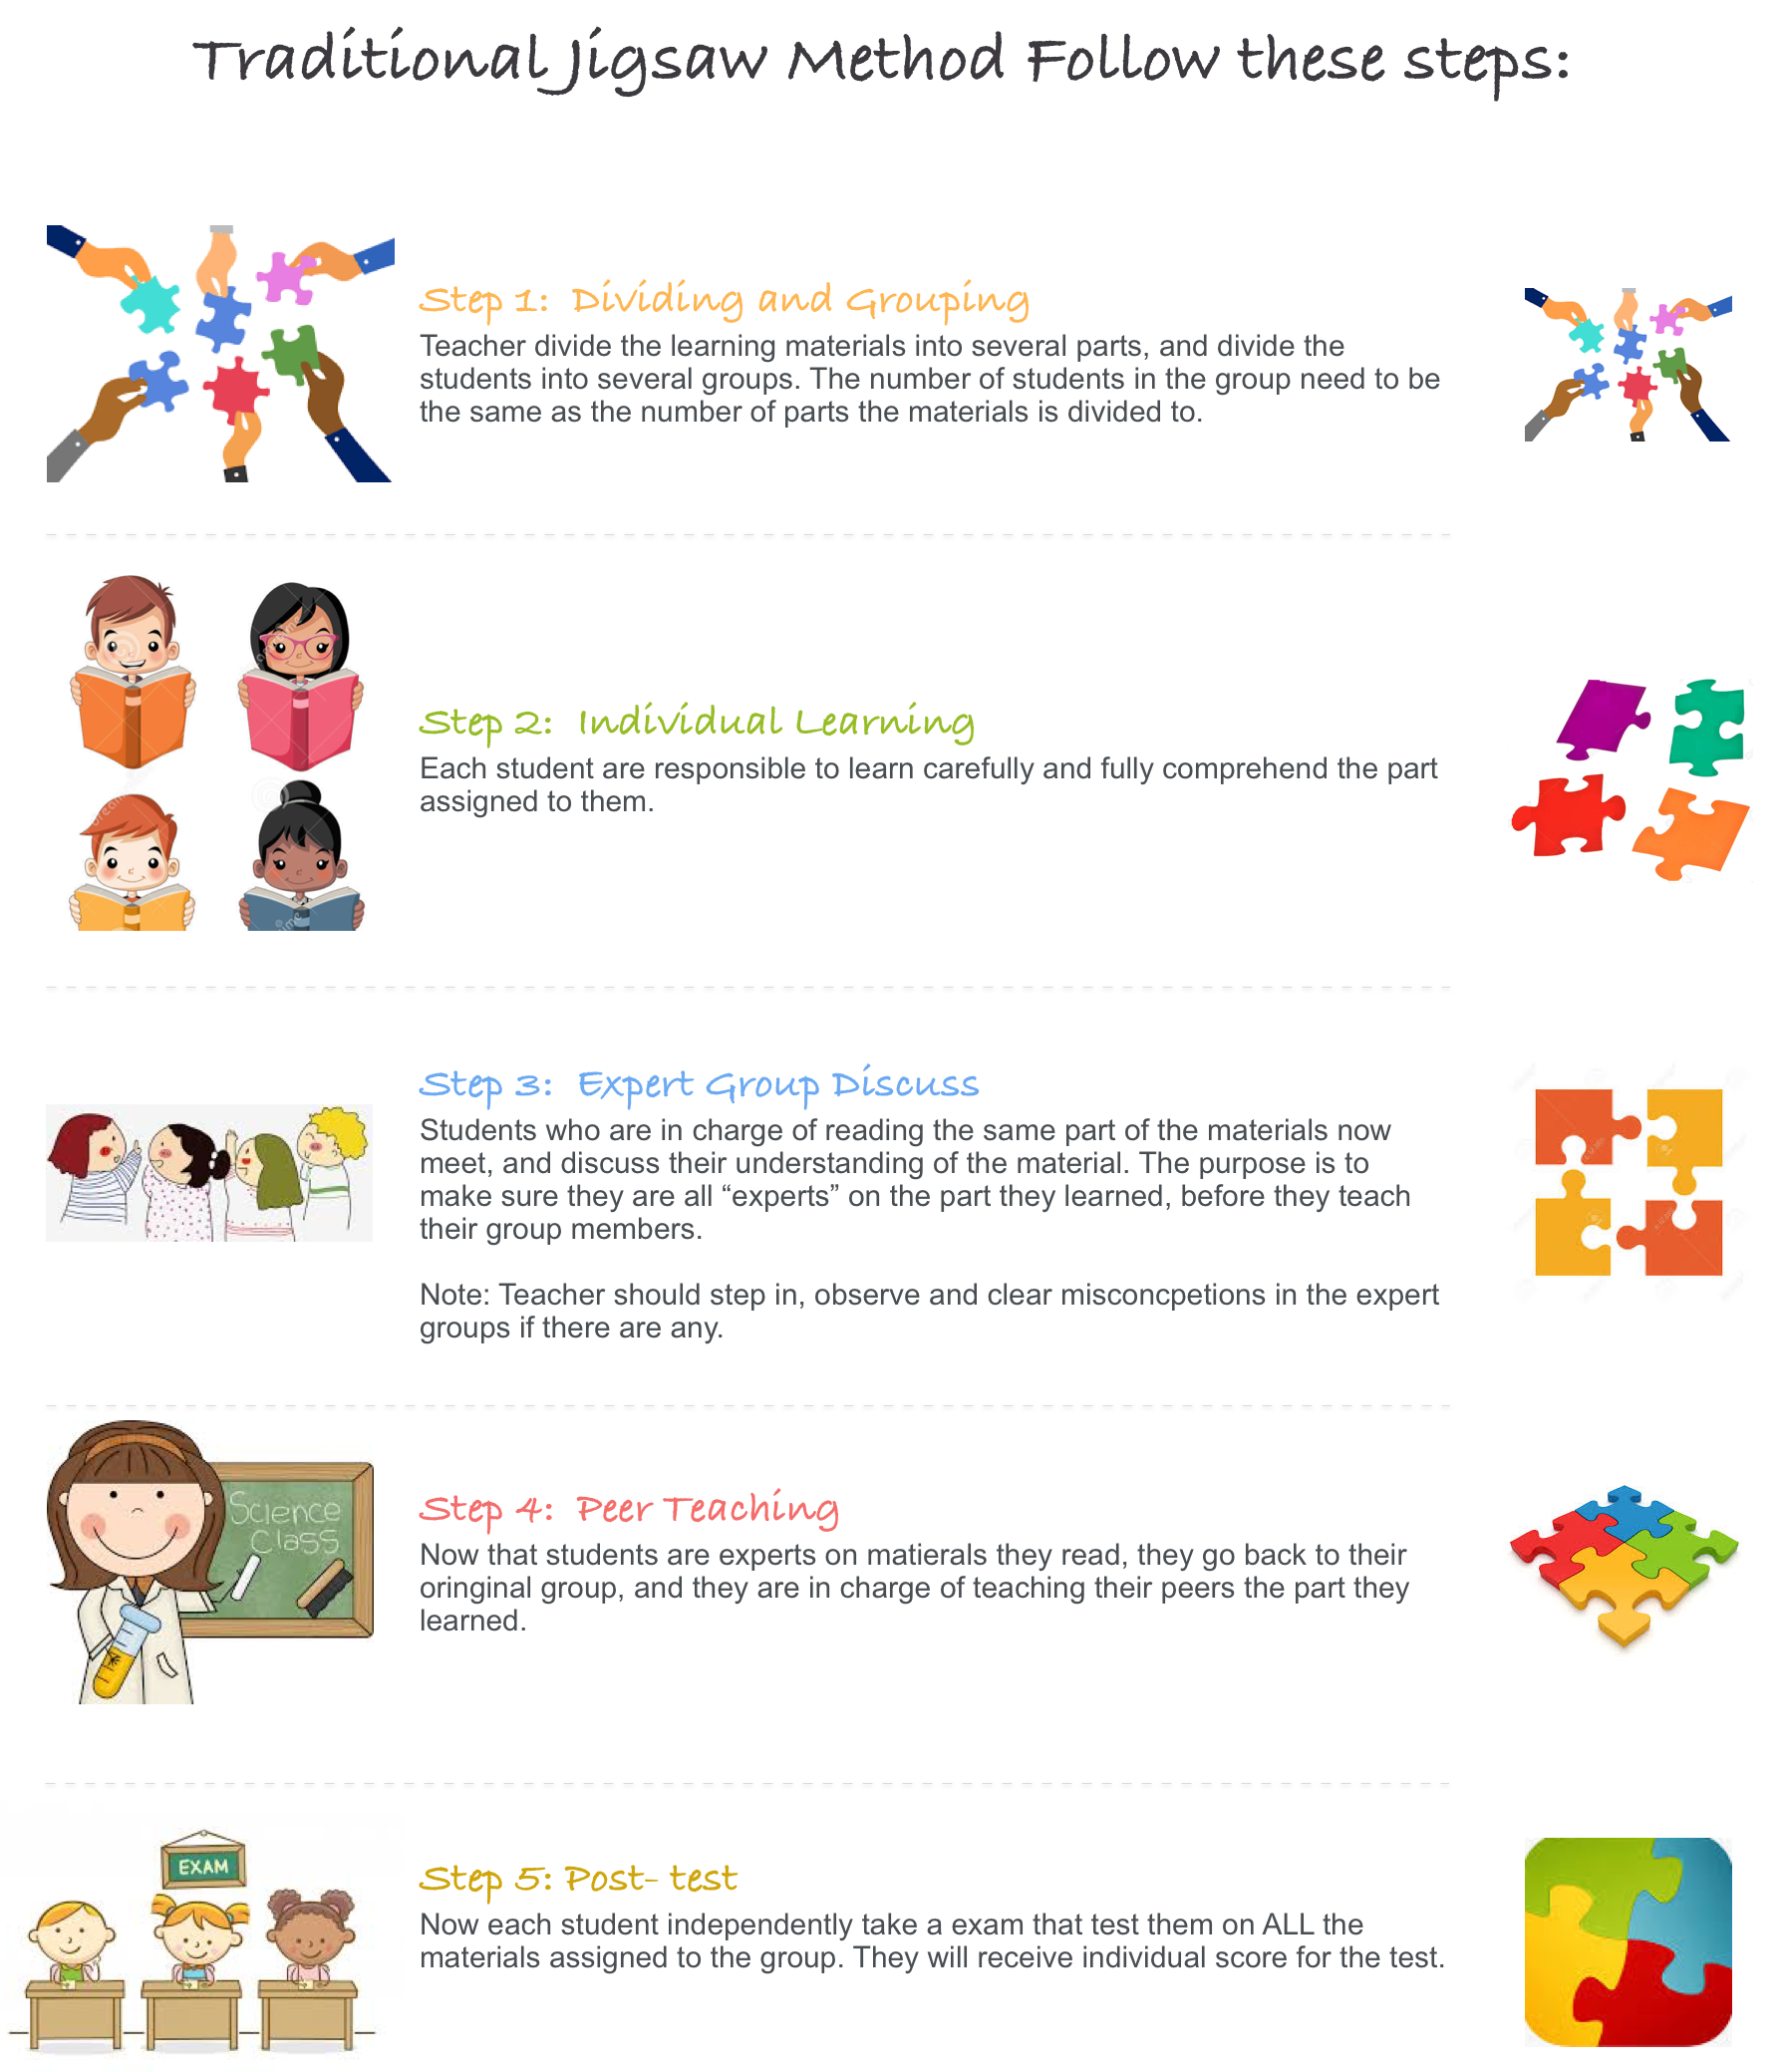 Traditional Jigsaw Method Follow these steps:
Step 1: Dividing and Grouping
Teacher divide the learning materials into several parts, and divide the
students into several groups. The number of students in the group need to be
the same as the number of parts the materials is divided to.
Step 2: Individual Learning
Each student are responsible to learn carefully and fully comprehend the part
assigned to them.
Step 3: Expert Group Discuss
Students who are in charge of reading the same part of the materials now
meet, and discuss their understanding of the material. The purpose is to
make sure they are all “experts” on the part they learned, before they teach
their group members.
Note: Teacher should step in, observe and clear misconcpetions in the expert
groups if there are any.
Science
Class
Step 4: Peer Teaching
Now that students are experts on matierals they read, they go back to their
oringinal group, and they are in charge of teaching their peers the part they
learned.
EXAM
Step 5: Post- test
Now each student independently take a exam that test them on ALL the
materials assigned to the group. They will receive individual score for the test.